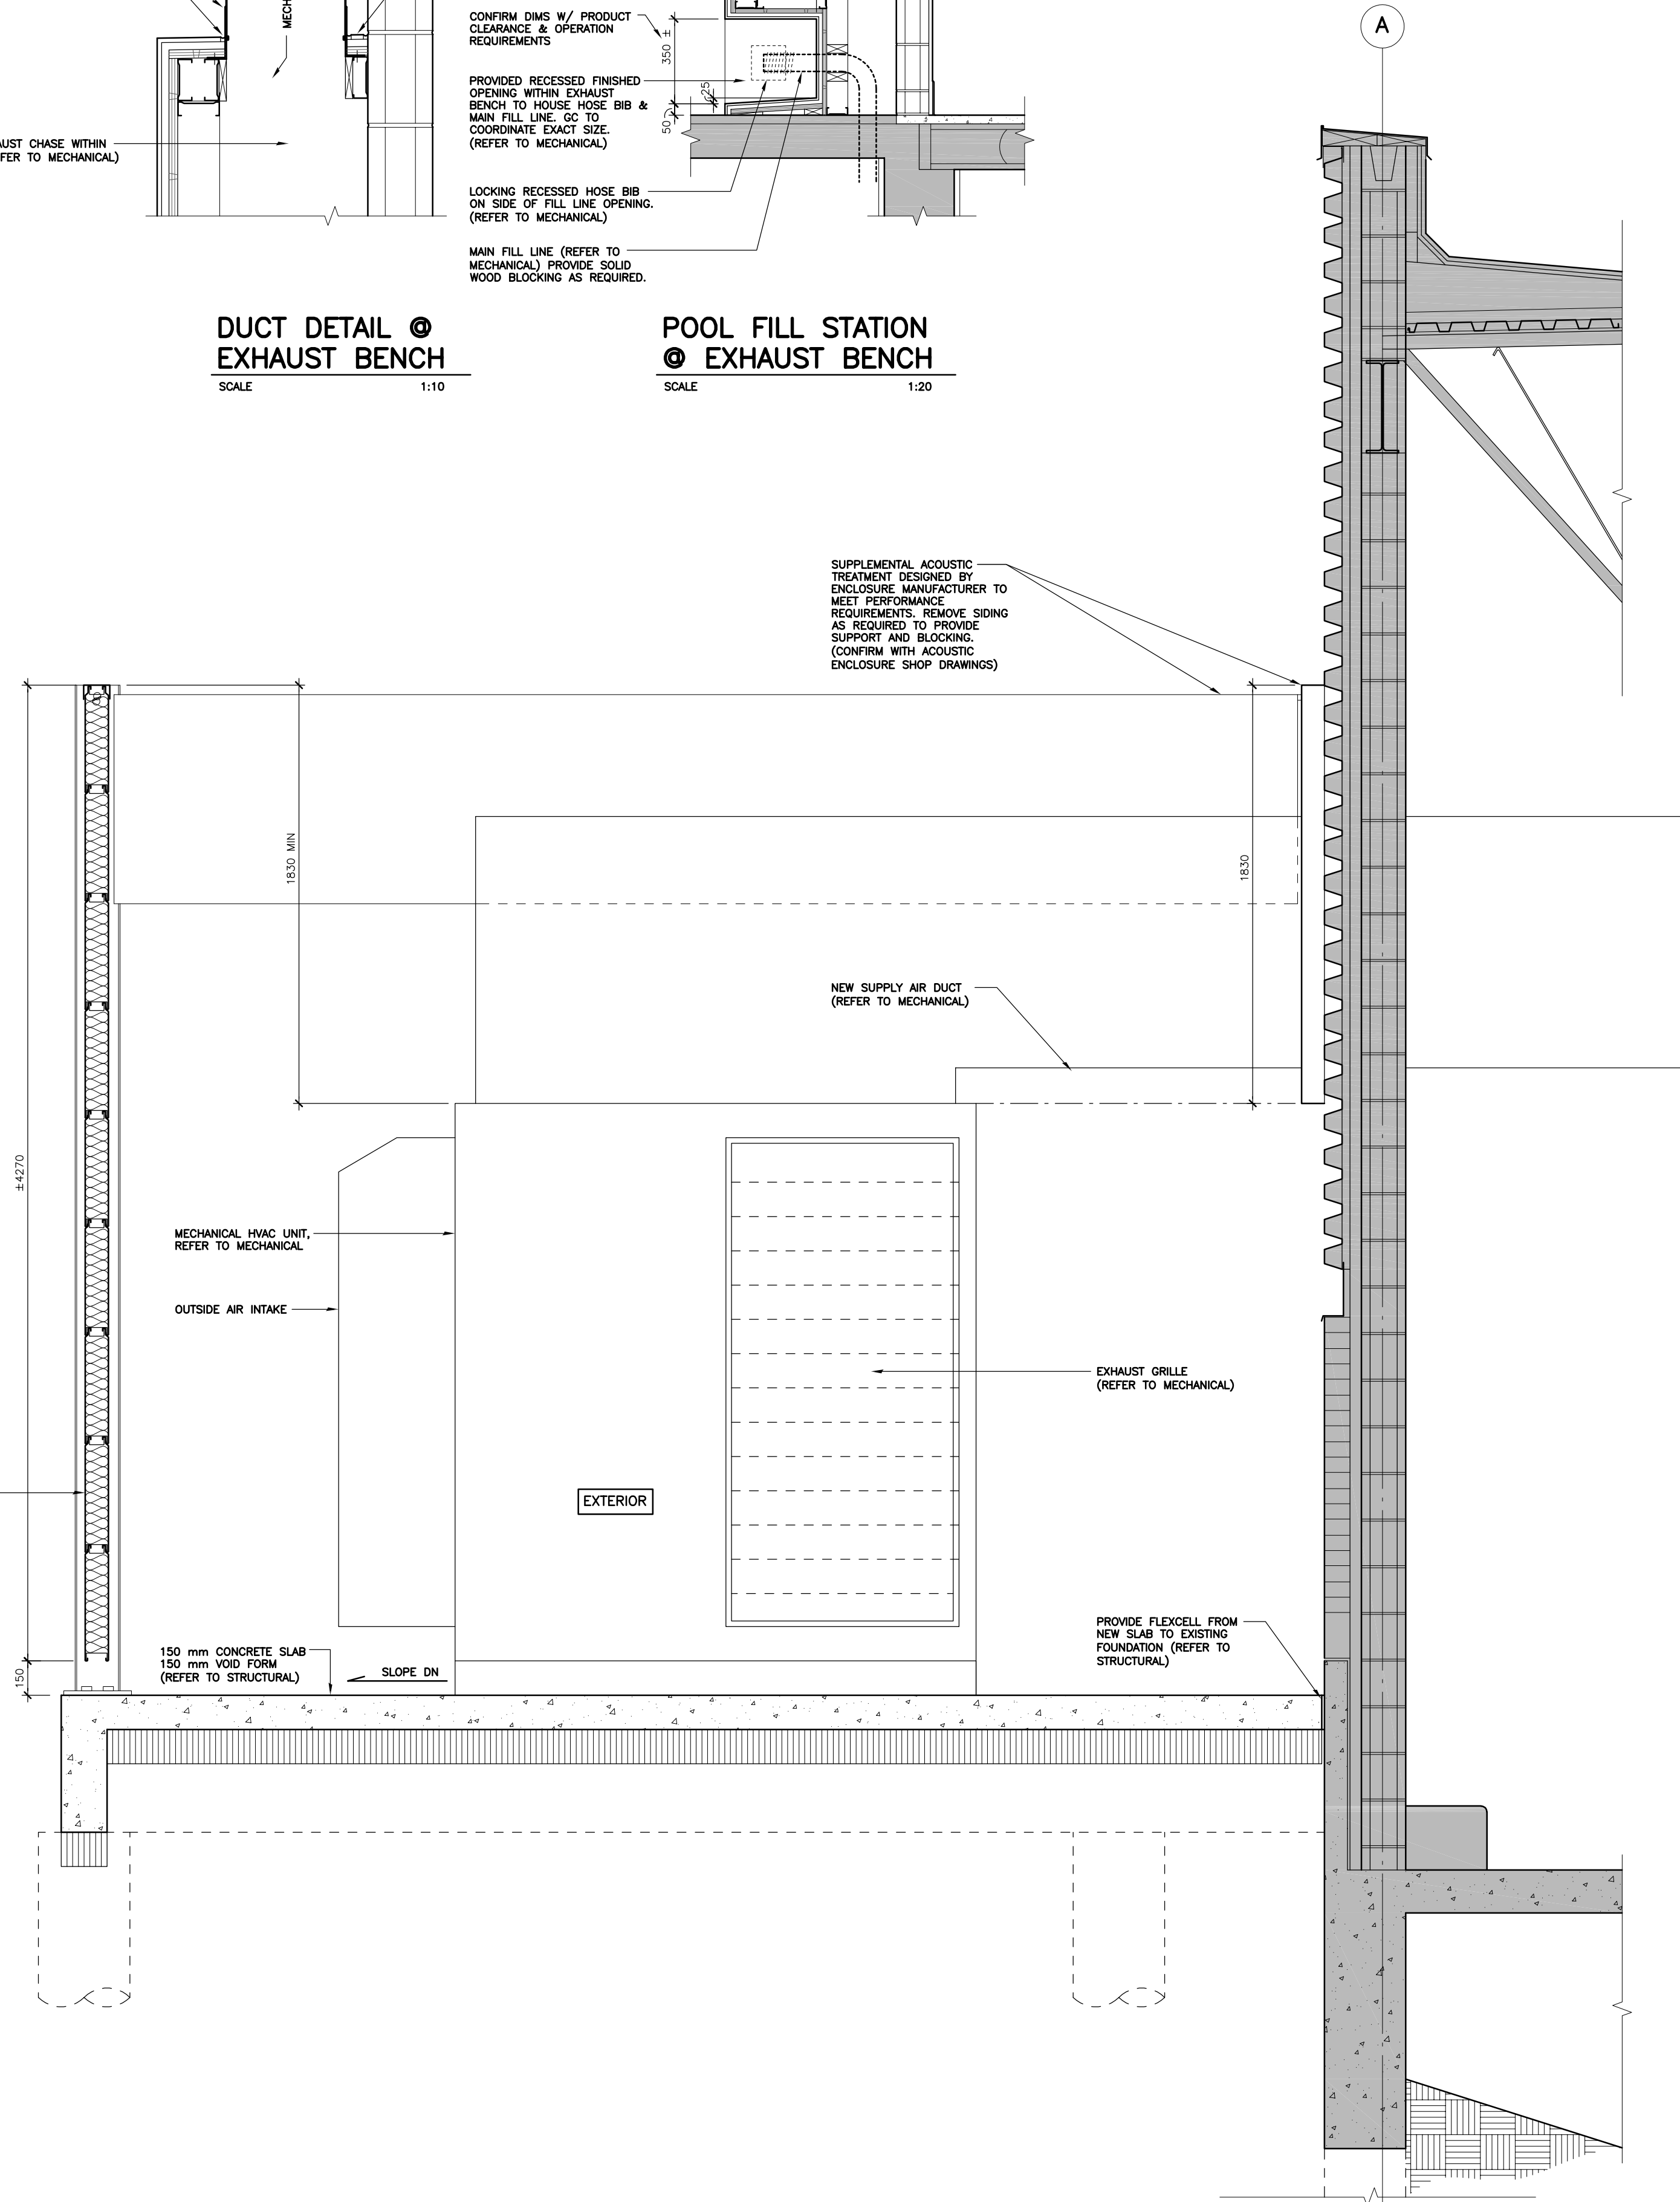 MECH
AUST CHASE WITHIN
FER TO MECHANICAL)
CONFIRM DIMS W/ PRODUCT
CLEARANCE & OPERATION
REQUIREMENTS
PROVIDED RECESSED FINISHED
OPENING WITHIN EXHAUST
BENCH TO HOUSE HOSE BIB &
MAIN FILL LINE. GC TO
COORDINATE EXACT SIZE.
(REFER TO MECHANICAL)
LOCKING RECESSED HOSE BIB
ON SIDE OF FILL LINE OPENING.
(REFER TO MECHANICAL)
MAIN FILL LINE (REFER TO
MECHANICAL) PROVIDE SOLID
WOOD BLOCKING AS REQUIRED.
350 ±
25
50
A
DUCT DETAIL @
EXHAUST BENCH
SCALE 1:10
POOL FILL STATION
@ EXHAUST BENCH
SCALE 1:20
SUPPLEMENTAL ACOUSTIC
TREATMENT DESIGNED BY
ENCLOSURE MANUFACTURER TO
MEET PERFORMANCE
REQUIREMENTS. REMOVE SIDING
AS REQUIRED TO PROVIDE
SUPPORT AND BLOCKING.
(CONFIRM WITH ACOUSTIC
ENCLOSURE SHOP DRAWINGS)
1830 MIN
1830
NEW SUPPLY AIR DUCT
(REFER TO MECHANICAL)
±4270
MECHANICAL HVAC UNIT,
REFER TO MECHANICAL
OUTSIDE AIR INTAKE
EXHAUST GRILLE
(REFER TO MECHANICAL)
EXTERIOR
150 mm CONCRETE SLAB
150 mm VOID FORM
(REFER TO STRUCTURAL)
SLOPE DN
PROVIDE FLEXCELL FROM
NEW SLAB TO EXISTING
FOUNDATION (REFER TO
STRUCTURAL)
150